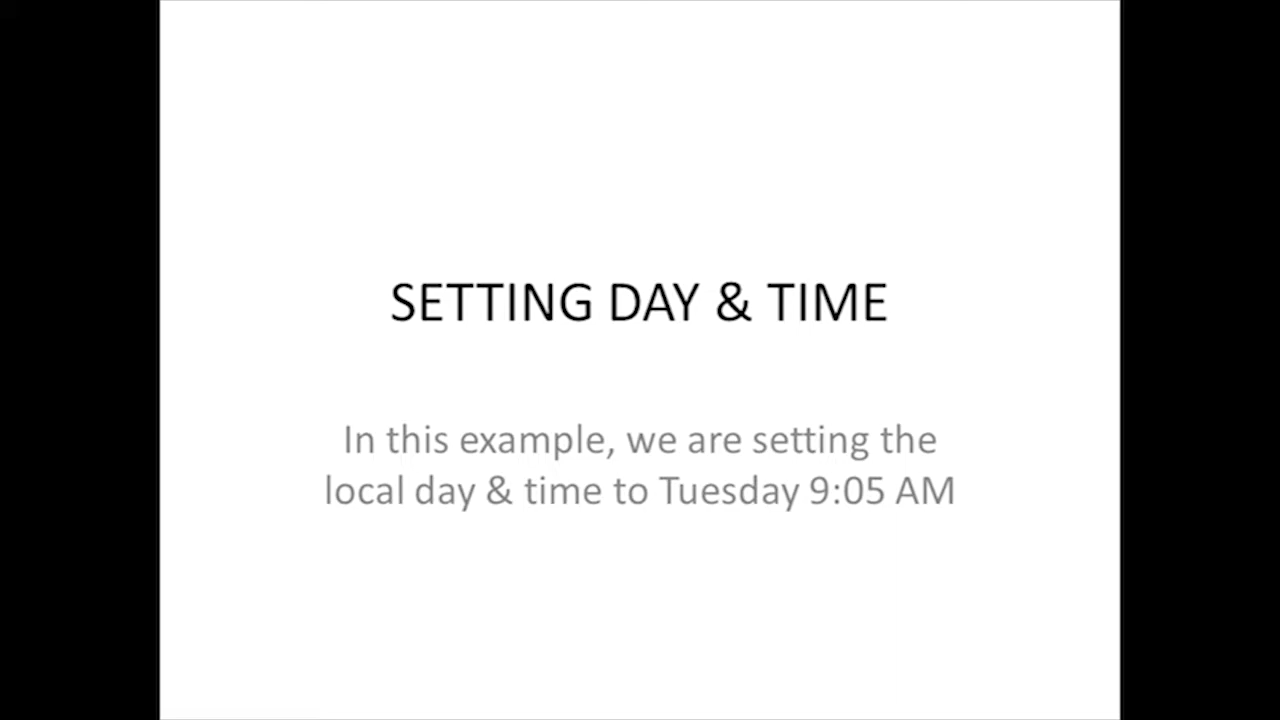 SETTING DAY & TIME
In this example, we are setting the
local day & time to Tuesday 9:05 AM